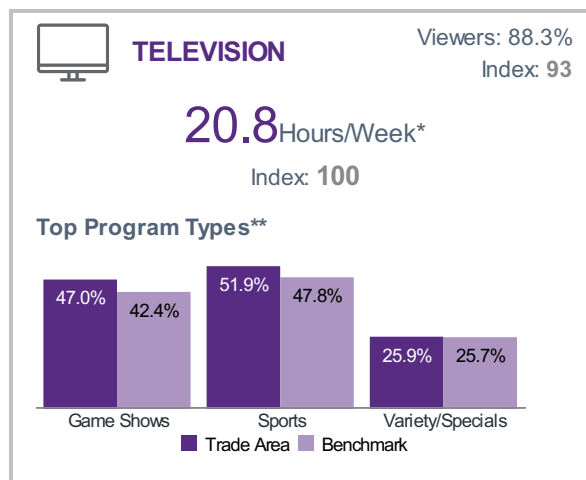 TELEVISION
Viewers: 88.3%
Index: 93
20.8Hours/Week*
Index: 100
Top Program Types**
47.0%
42.4%
51.9%
47.8%
25.9%
25.7%
Game Shows
Sports
Variety/Specials
Trade Area
Benchmark